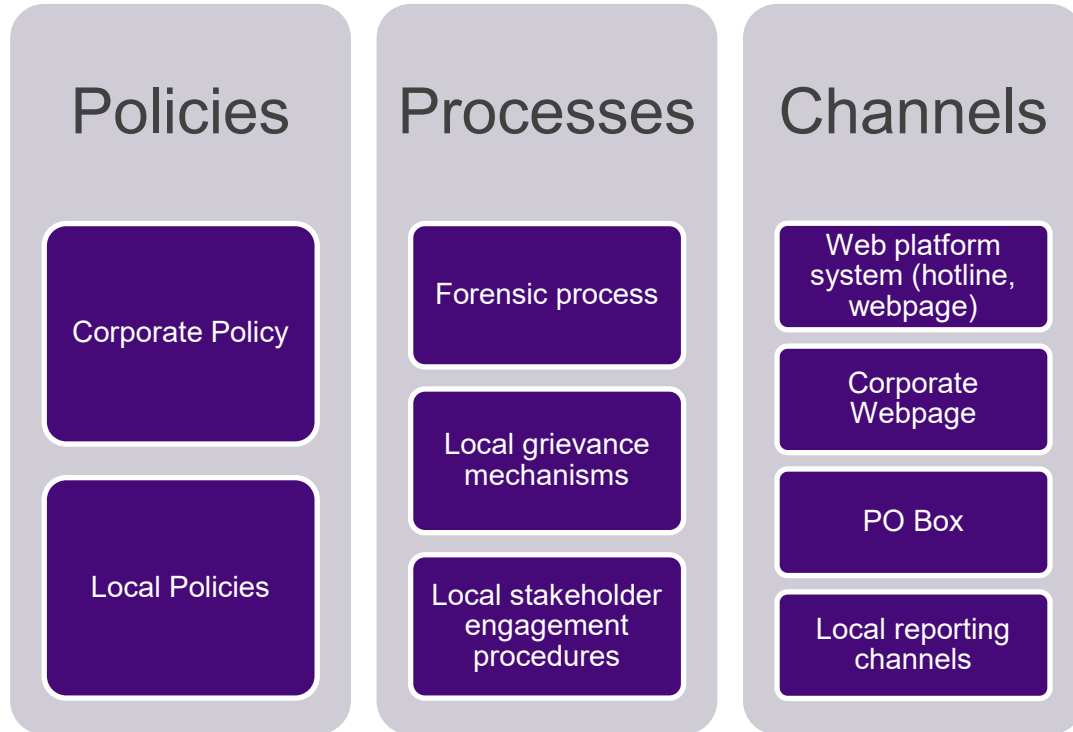 Policies
Corporate Policy
Local Policies
Processes
Forensic process
Local grievance
mechanisms
Local stakeholder
engagement
procedures
Channels
Web platform
system (hotline,
webpage)
Corporate
Webpage
PO Box
Local reporting
channels